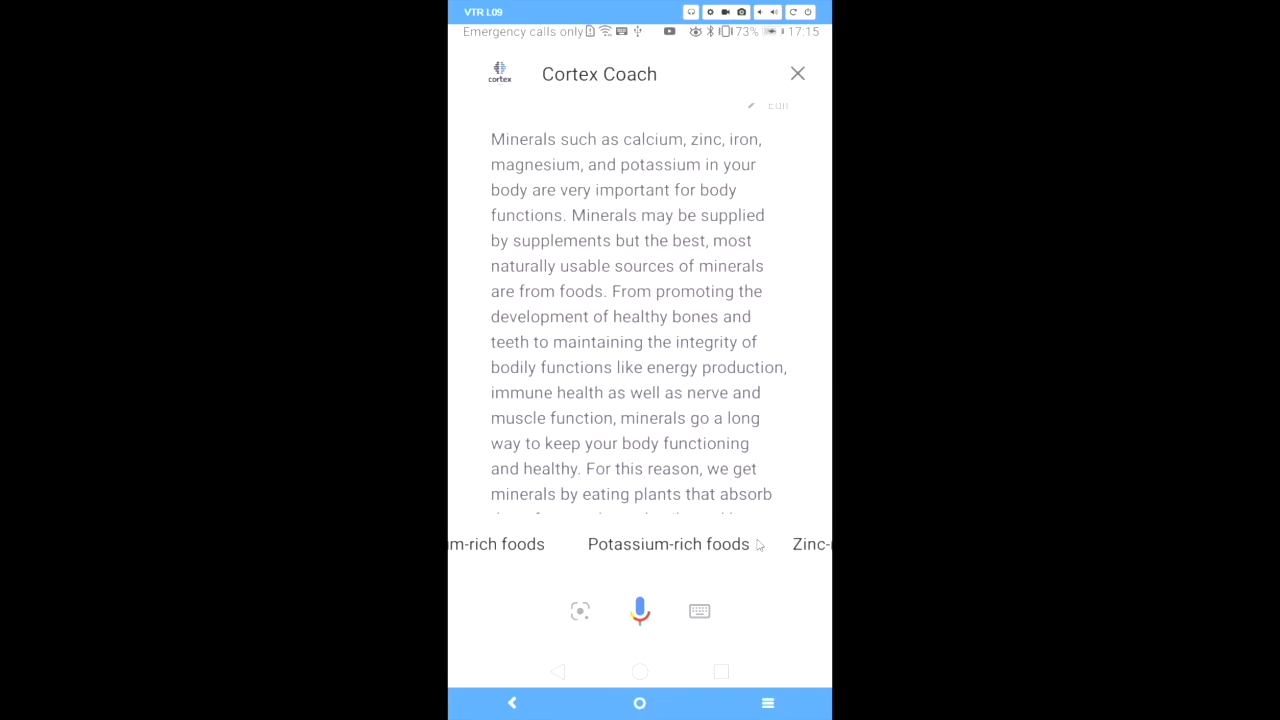 VTR L09
Emergency calls only 73% 17:15
cortex
Cortex Coach
Edit
Minerals such as calcium, zinc, iron,
magnesium, and potassium in your
body are very important for body
functions. Minerals may be supplied
by supplements but the best, most
naturally usable sources of minerals
are from foods. From promoting the
development of healthy bones and
teeth to maintaining the integrity of
bodily functions like energy production,
immune health as well as nerve and
muscle function, minerals go a long
way to keep your body functioning
and healthy. For this reason, we get
minerals by eating plants that absorb
m-rich foods Potassium-rich foods Zinc-